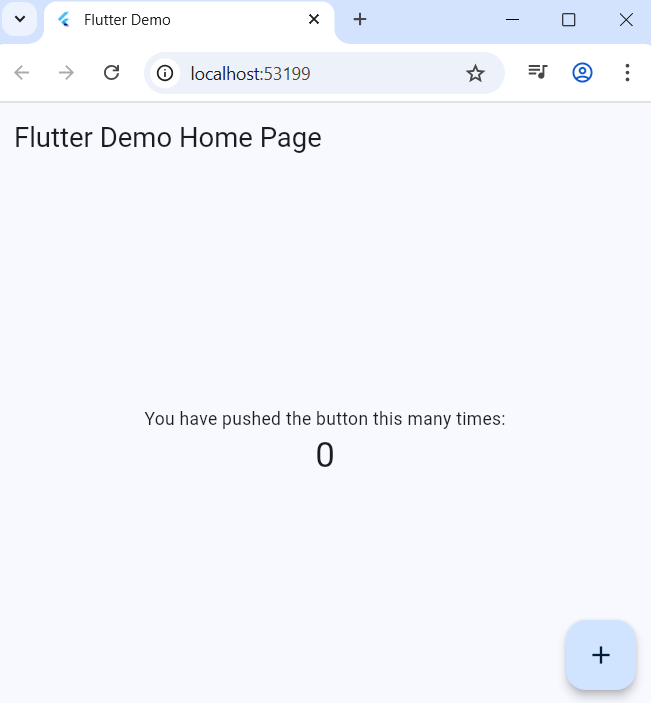 Flutter Demo
localhost:53199
Flutter Demo Home Page
You have pushed the button this many times:
0